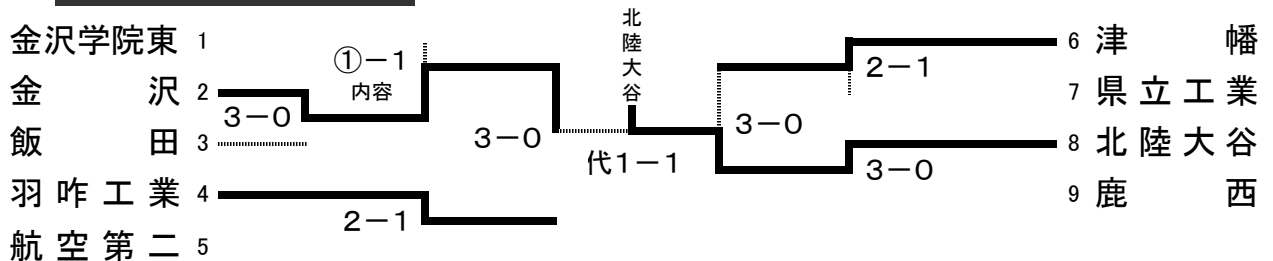 金沢学院東 1
金沢 2
飯田 3
羽咋工業 4
航空第二 5
3－0
①－1
内容
2－1
3－0
北陸大谷
代1－1
3－0
2－1
3－0
6 津幡
7 県立工業
8 北陸大谷
9 鹿西